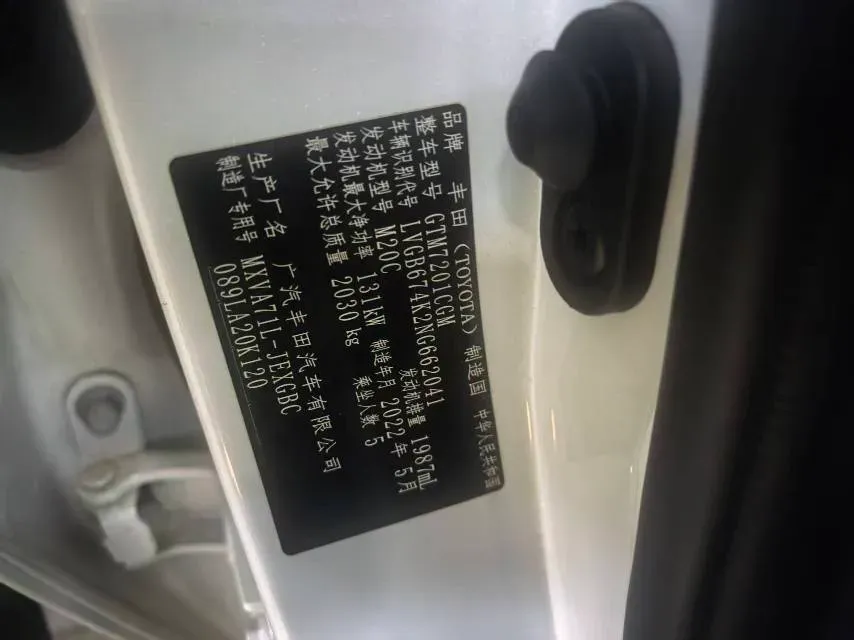 品牌 丰田（TOYOTA） 制造国 中华人民共和国
整车型号 GTM7201CGM
车辆识别代号 LVGB674K2NG662041
发动机型号 M20C 发动机排量 1987mL
发动机最大净功率 131kW 制造年月 2022年5月
最大允许总质量 2030kg 乘坐人数 5
生产厂名 广汽丰田汽车有限公司
制造厂专用号 MXVA71L-JEXGBC
089LA20K120